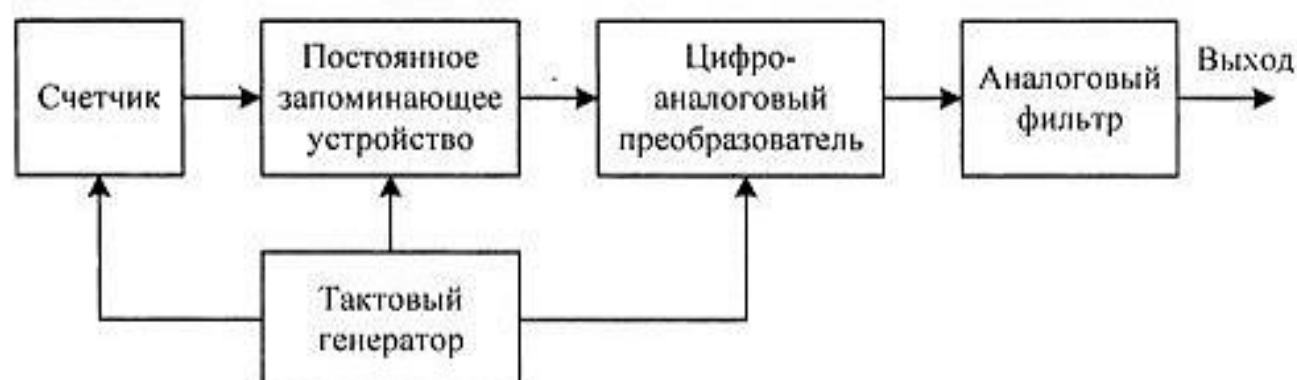 Счетчик
Постоянное
запоминающее
устройство
Цифро-
аналоговый
преобразователь
Аналоговый
фильтр
Выход
Тактовый
генератор